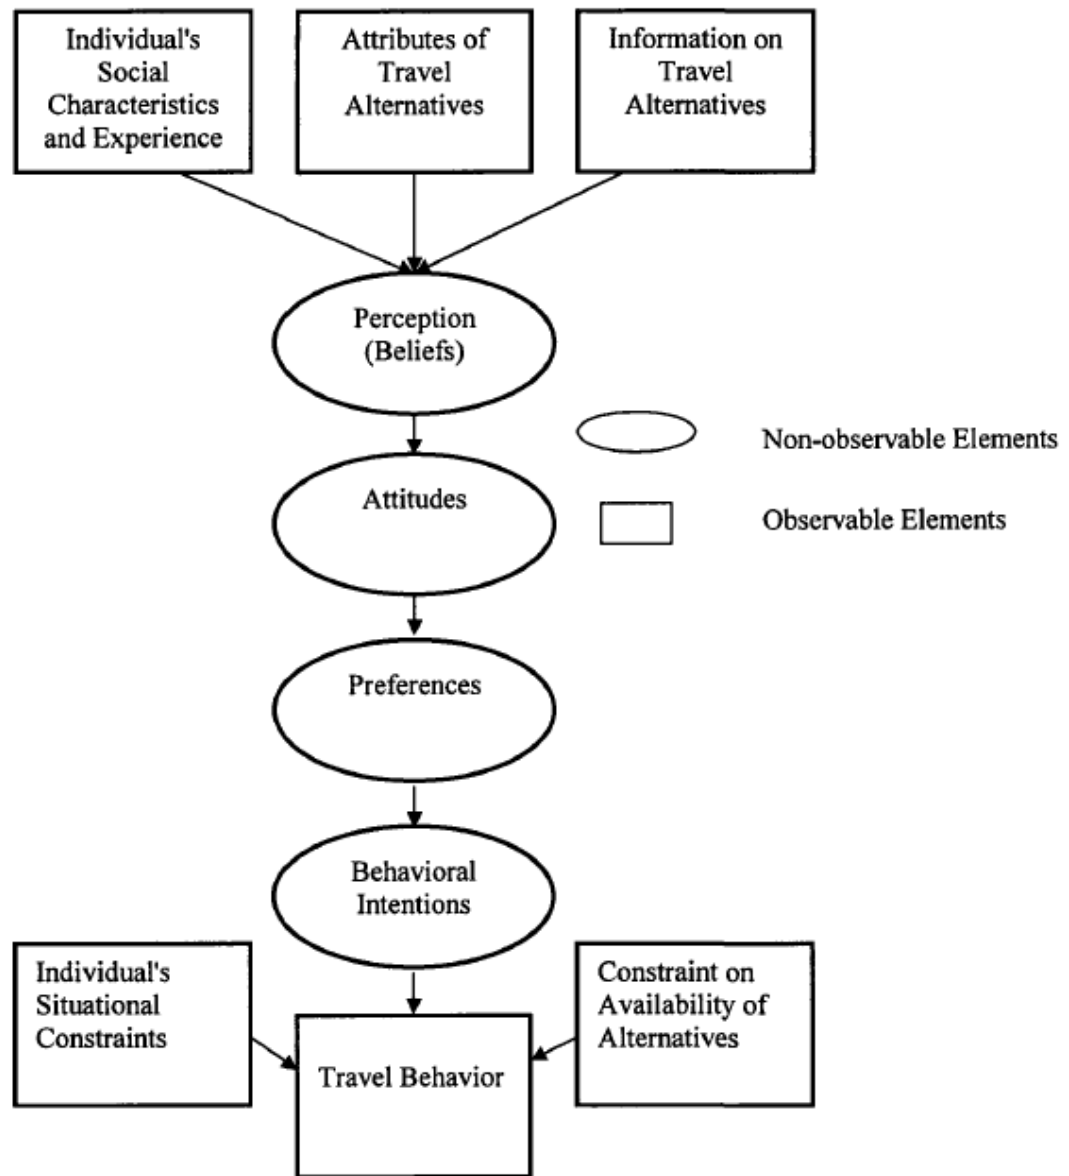 Individual's
Social
Characteristics
and Experience
Attributes of
Travel
Alternatives
Information on
Travel
Alternatives
Perception
(Beliefs)
Non-observable Elements
Attitudes
Observable Elements
Preferences
Behavioral
Intentions
Individual's
Situational
Constraints
Constraint on
Availability of
Alternatives
Travel Behavior